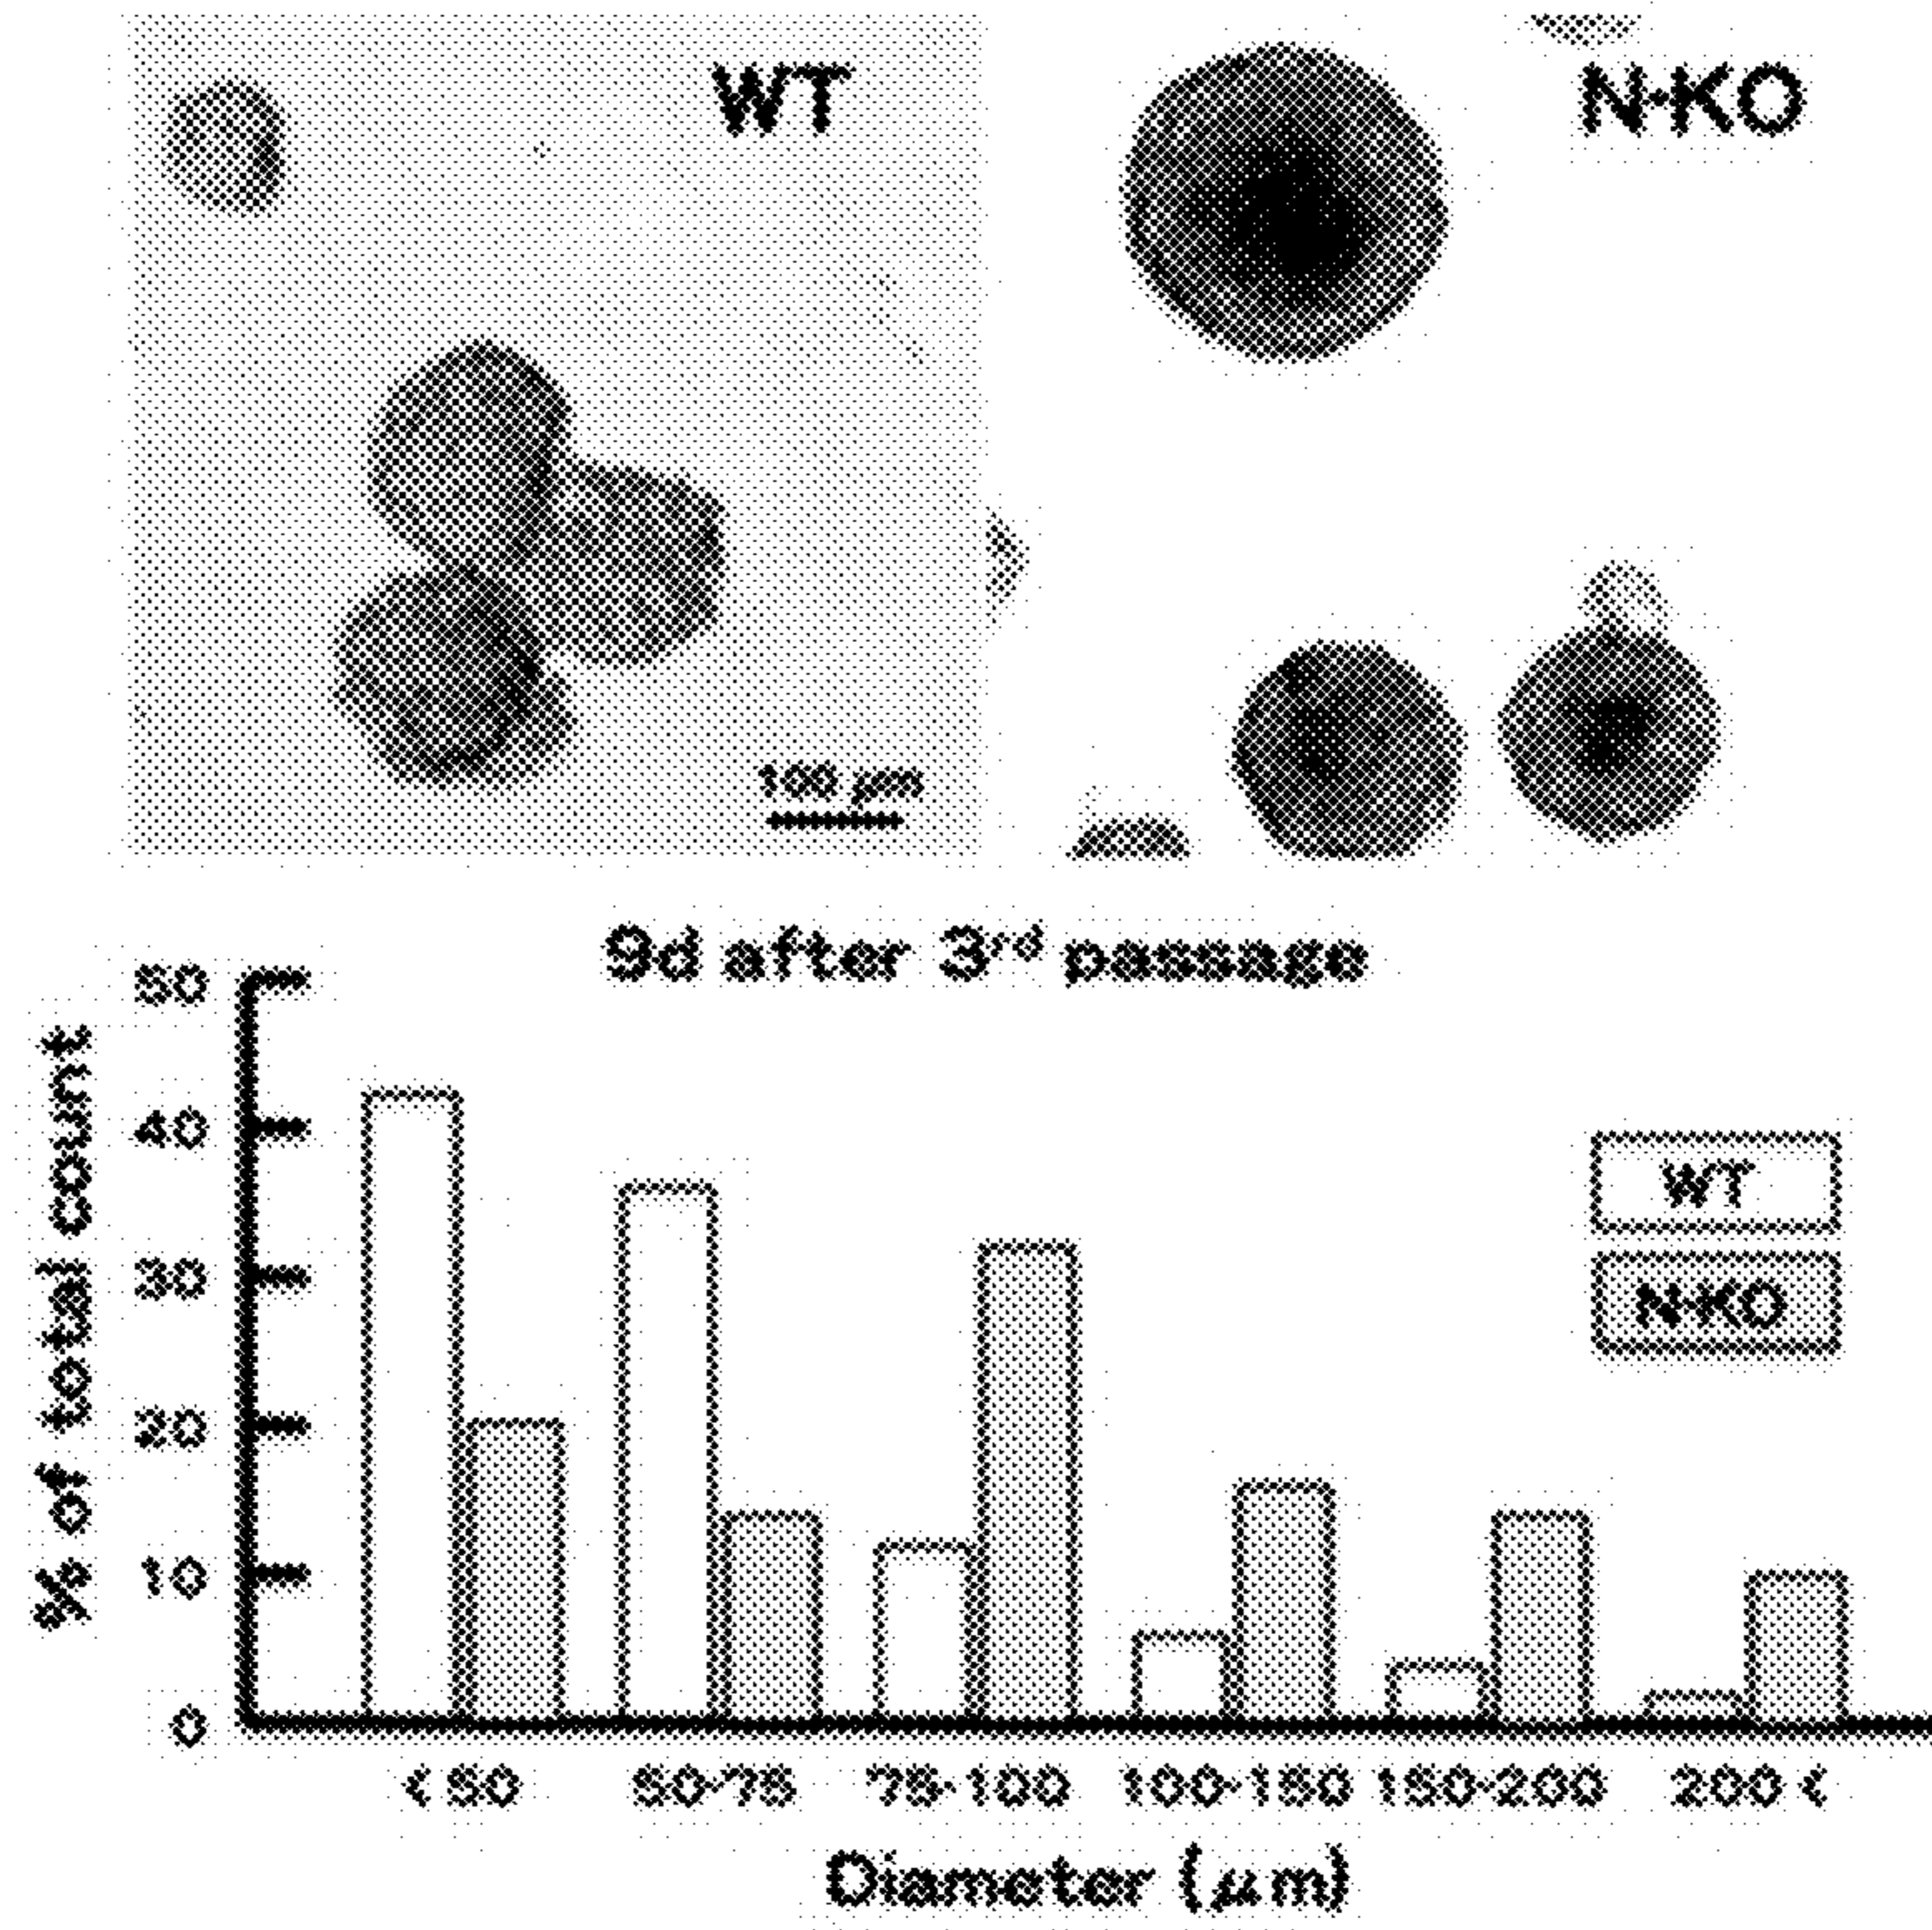 WT
N-KO
100 μm
9d after 3rd passage
% of total count
50
40
30
20
10
0
WT
N-KO
< 50
50-75
75-100
100-150
150-200
200 <
Diameter (μm)